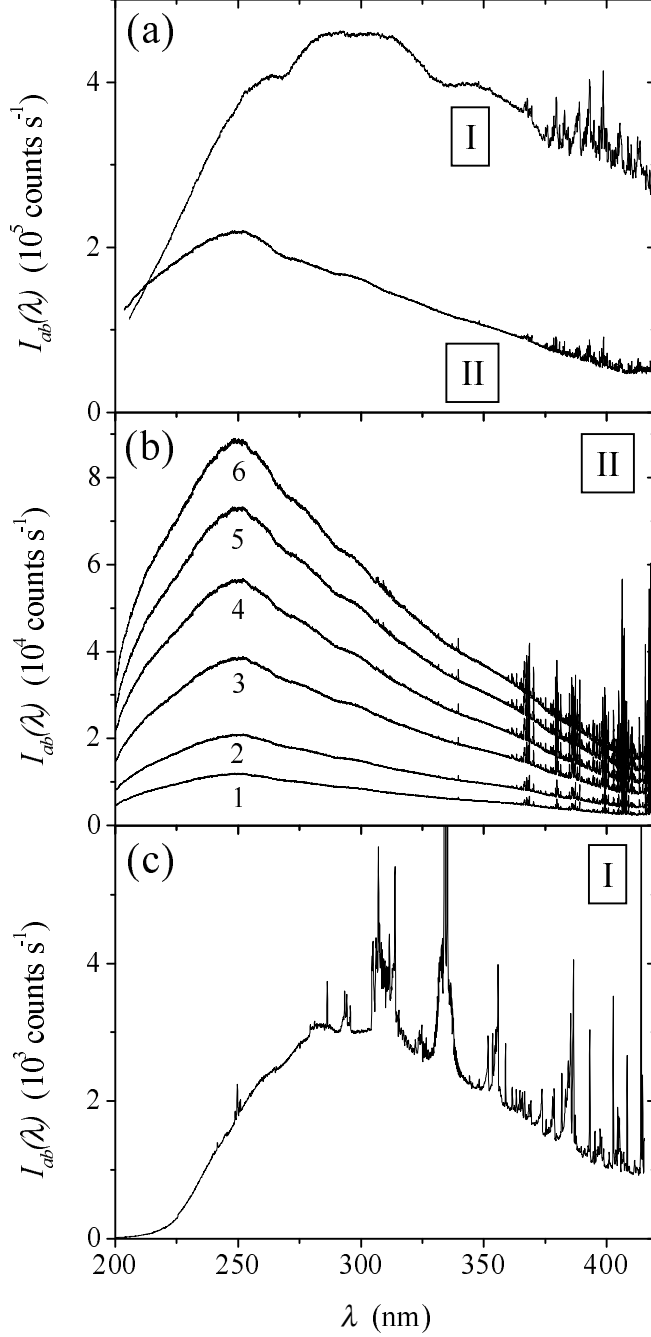 (a)
4
I
2
II
0
I_ab(λ) (10^5 counts s^-1)
(b)
II
8
6
6
5
4
4
3
2
2
1
0
I_ab(λ) (10^4 counts s^-1)
(c)
I
4
2
0
I_ab(λ) (10^3 counts s^-1)
200 250 300 350 400
λ (nm)